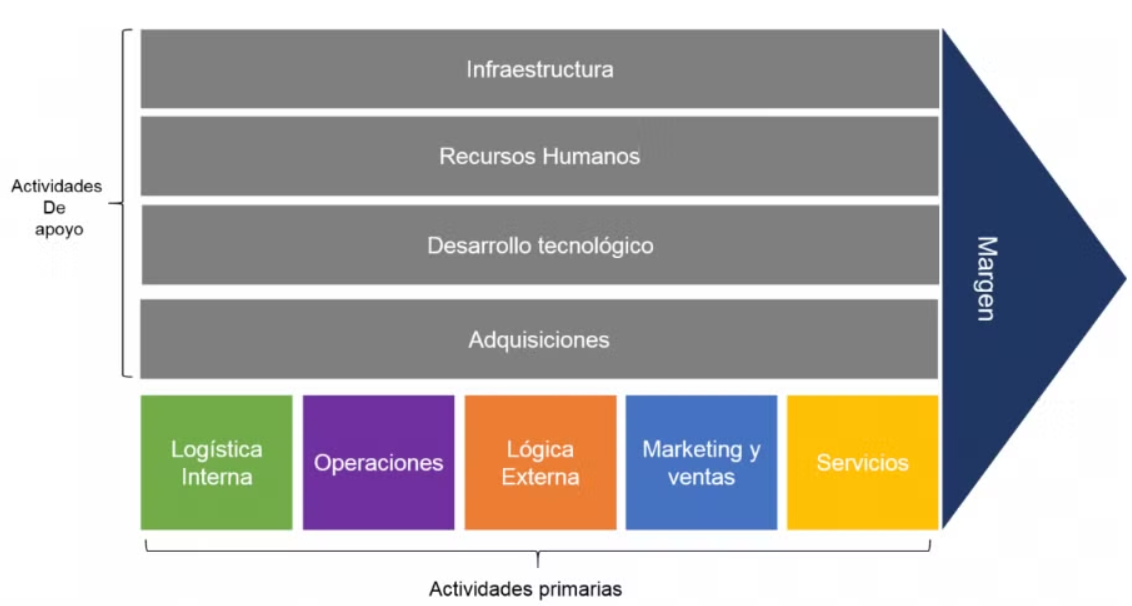 Infraestructura
Recursos Humanos
Actividades
De
apoyo
Desarrollo tecnológico
Margen
Adquisiciones
Logística
Interna
Operaciones
Lógica
Externa
Marketing y
ventas
Servicios
Actividades primarias